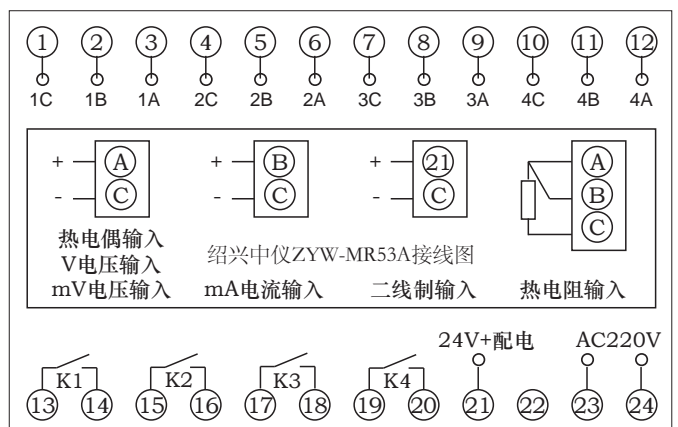 1 2 3 4 5 6 7 8 9 10 11 12
1C 1B 1A 2C 2B 2A 3C 3B 3A 4C 4B 4A
+ A + B + 21 A
- C - C - C B
C
热电偶输入
V电压输入
mV电压输入
绍兴中仪ZYW-MR53A接线图
mA电流输入 二线制输入 热电阻输入
24V+配电 AC220V
K1 K2 K3 K4
13 14 15 16 17 18 19 20 21 22 23 24